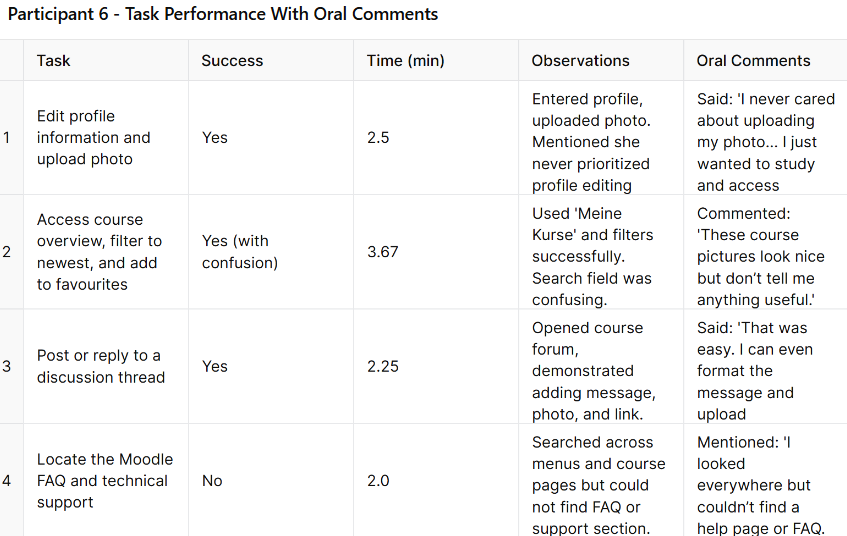 Participant 6 - Task Performance With Oral Comments
Task
Success
Time (min)
Observations
Oral Comments
1
Edit profile
information and
upload photo
Yes
2.5
Entered profile,
uploaded photo.
Mentioned she
never prioritized
profile editing
Said: 'I never cared
about uploading
my photo... I just
wanted to study
and access
2
Access course
overview, filter to
newest, and add
to favourites
Yes (with
confusion)
3.67
Used 'Meine
Kurse' and filters
successfully.
Search field was
confusing.
Commented:
'These course
pictures look nice
but don’t tell me
anything useful.'
3
Post or reply to a
discussion thread
Yes
2.25
Opened course
forum,
demonstrated
adding message,
photo, and link.
Said: 'That was
easy. I can even
format the
message and
upload
4
Locate the Moodle
FAQ and technical
support
No
2.0
Searched across
menus and course
pages but could
not find FAQ or
support section.
Mentioned: 'I
looked
everywhere but
couldn’t find a
help page or FAQ.